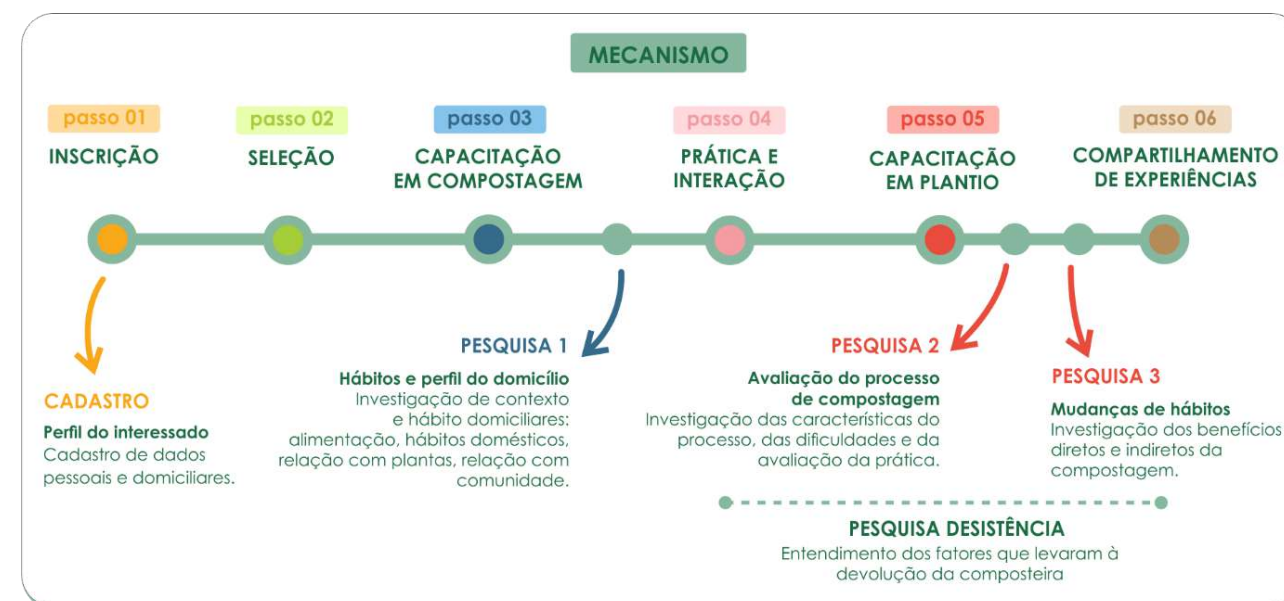 MECANISMO
passo 01
INSCRIÇÃO
passo 02
SELEÇÃO
passo 03
CAPACITAÇÃO
EM COMPOSTAGEM
passo 04
PRÁTICA E
INTERAÇÃO
passo 05
CAPACITAÇÃO
EM PLANTIO
passo 06
COMPARTILHAMENTO
DE EXPERIÊNCIAS
CADASTRO
Perfil do interessado
Cadastro de dados
pessoais e domiciliares.
PESQUISA 1
Hábitos e perfil do domicílio
Investigação de contexto
e hábito domiciliares:
alimentação, hábitos domésticos,
relação com plantas, relação com
comunidade.
PESQUISA 2
Avaliação do processo
de compostagem
Investigação das características do
processo, das dificuldades e da
avaliação da prática.
PESQUISA 3
Mudanças de hábitos
Investigação dos benefícios
diretos e indiretos da
compostagem.
PESQUISA DESISTÊNCIA
Entendimento dos fatores que levaram à
devolução da composteira